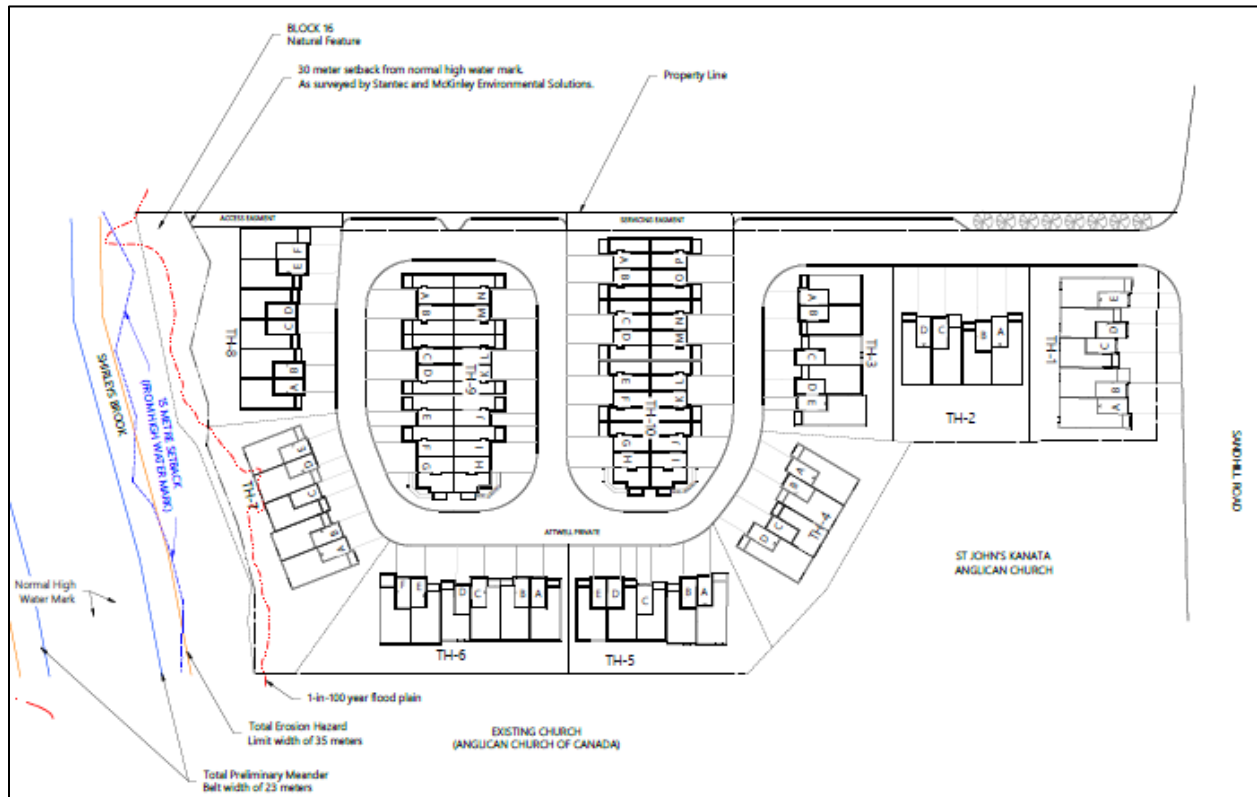 BLOCK 16
Natural Feature
30 meter setback from normal high water mark.
As surveyed by Stantec and McKinley Environmental Solutions.
Property Line
ACCESS EASMENT
SERVICING EASMENT
F
E
D
C
B
A
TH-8
A
B
C
D
E
F
G
N
M
L
K
J
I
H
TH-9
A
B
C
D
E
F
G
H
P
O
N
M
L
K
J
I
TH-10
A
B
C
D
E
TH-3
D
C
B
A
TH-2
E
D
C
B
A
TH-1
SHIRLEYS BROOK
15 METRE SETBACK
(FROM HIGH WATER MARK)
E
D
C
B
A
TH-7
ATTWELL PRIVATE
A
B
C
D
TH-4
SANDHILL ROAD
ST JOHN'S KANATA
ANGLICAN CHURCH
Normal High
Water Mark
F
E
D
C
B
A
TH-6
E
D
C
B
A
TH-5
1-in-100 year flood plain
Total Erosion Hazard
Limit width of 35 meters
EXISTING CHURCH
(ANGLICAN CHURCH OF CANADA)
Total Preliminary Meander
Belt width of 23 meters